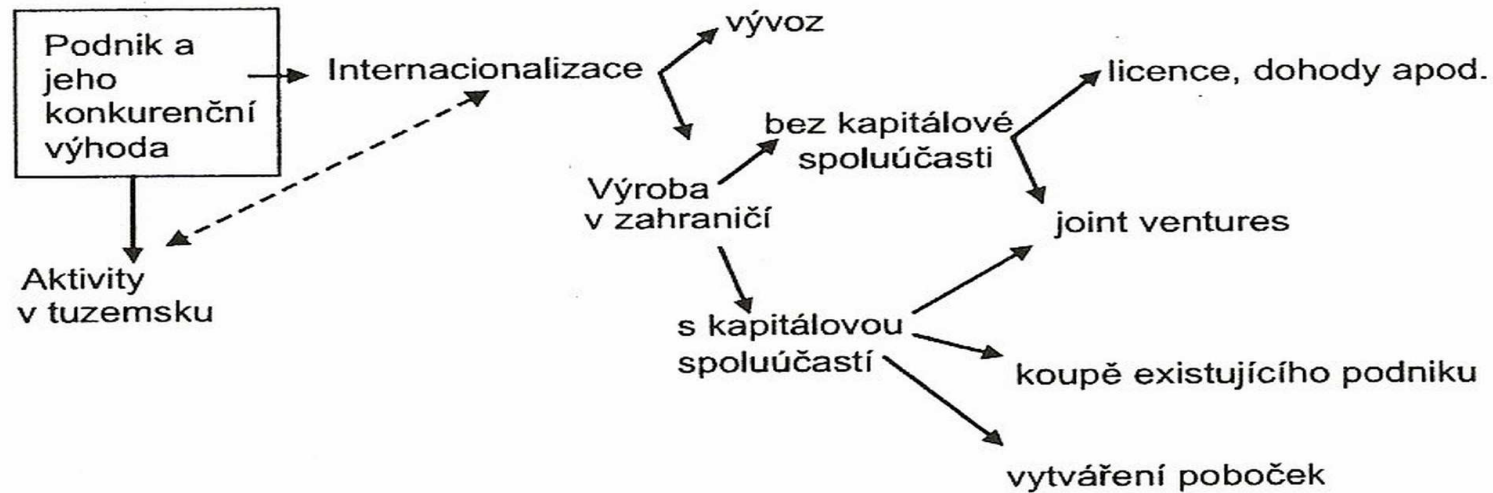 Podnik a
jeho
konkurenční
výhoda
Internacionalizace
vývoz
licence, dohody apod.
bez kapitálové
spoluúčasti
Výroba
v zahraničí
joint ventures
Aktivity
v tuzemsku
s kapitálovou
spoluúčastí
koupě existujícího podniku
vytváření poboček